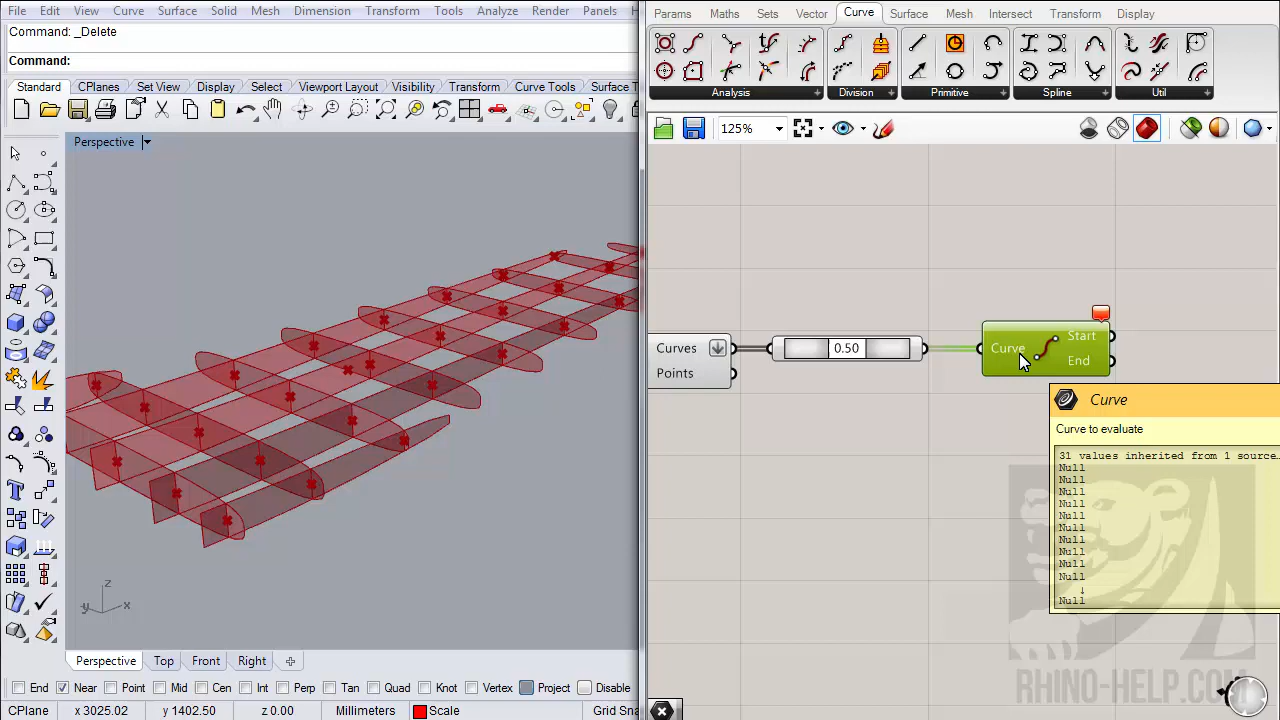 File Edit View Curve Surface Solid Mesh Dimension Transform Tools Analyze Render Panels
Command: _Delete
Command:
Standard CPlanes Set View Display Select Viewport Layout Visibility Transform Curve Tools Surface T
Perspective
z
y x
Perspective Top Front Right
End Near Point Mid Cen Int Perp Tan Quad Knot Vertex Project Disable
CPlane x 3025.02 y 1402.50 z 0.00 Millimeters Scale Grid Sna
Params Maths Sets Vector Curve Surface Mesh Intersect Transform Display
Analysis Division Primitive Spline Util
125%
Curves
Points
0.50
Curve
Start
End
Curve
Curve to evaluate
31 values inherited from 1 source…
Null
Null
Null
Null
Null
Null
Null
Null
Null
Null
↓
Null
RHINO-HELP.COM